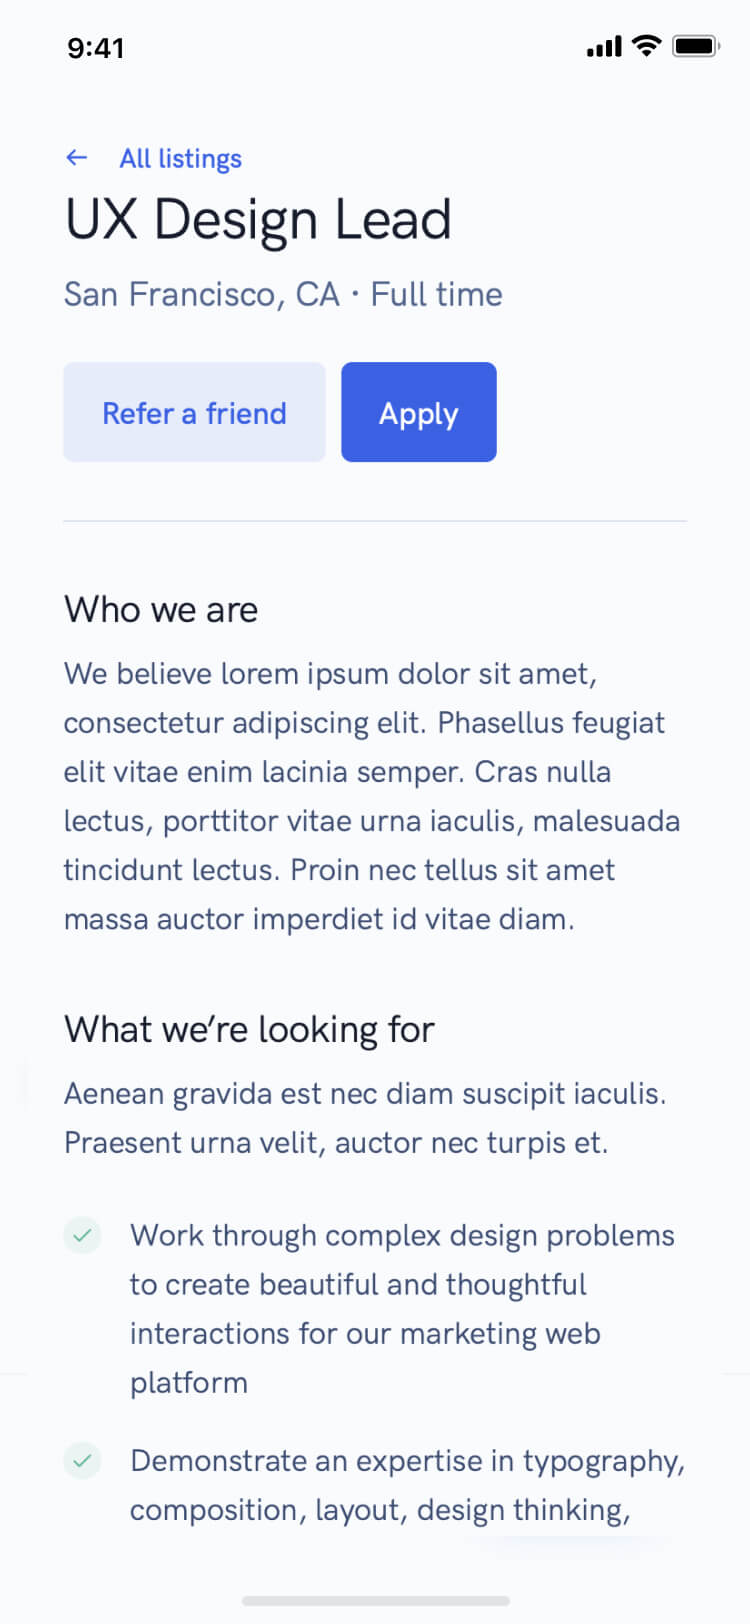 9:41
All listings
UX Design Lead
San Francisco, CA · Full time
Refer a friend
Apply
Who we are
We believe lorem ipsum dolor sit amet,
consectetur adipiscing elit. Phasellus feugiat
elit vitae enim lacinia semper. Cras nulla
lectus, porttitor vitae urna iaculis, malesuada
tincidunt lectus. Proin nec tellus sit amet
massa auctor imperdiet id vitae diam.
What we’re looking for
Aenean gravida est nec diam suscipit iaculis.
Praesent urna velit, auctor nec turpis et.
Work through complex design problems
to create beautiful and thoughtful
interactions for our marketing web
platform
Demonstrate an expertise in typography,
composition, layout, design thinking,